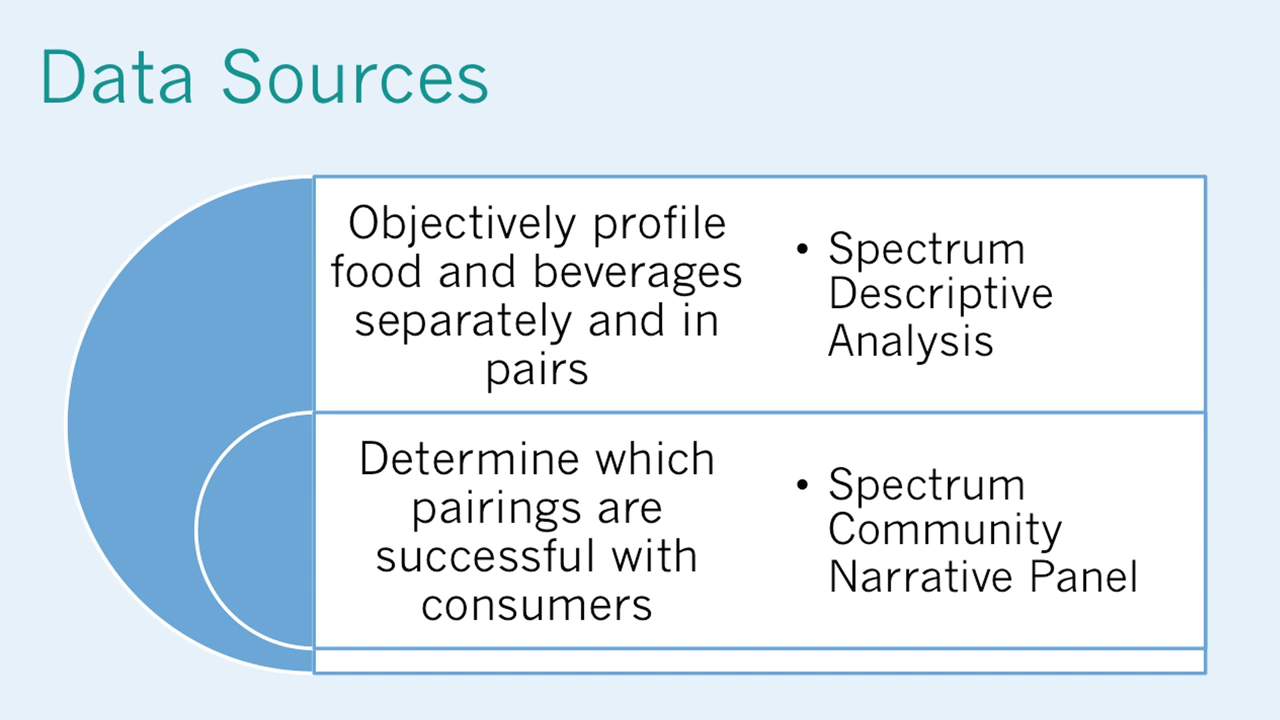 Data Sources
Objectively profile
food and beverages
separately and in
pairs
• Spectrum
Descriptive
Analysis
Determine which
pairings are
successful with
consumers
• Spectrum
Community
Narrative Panel